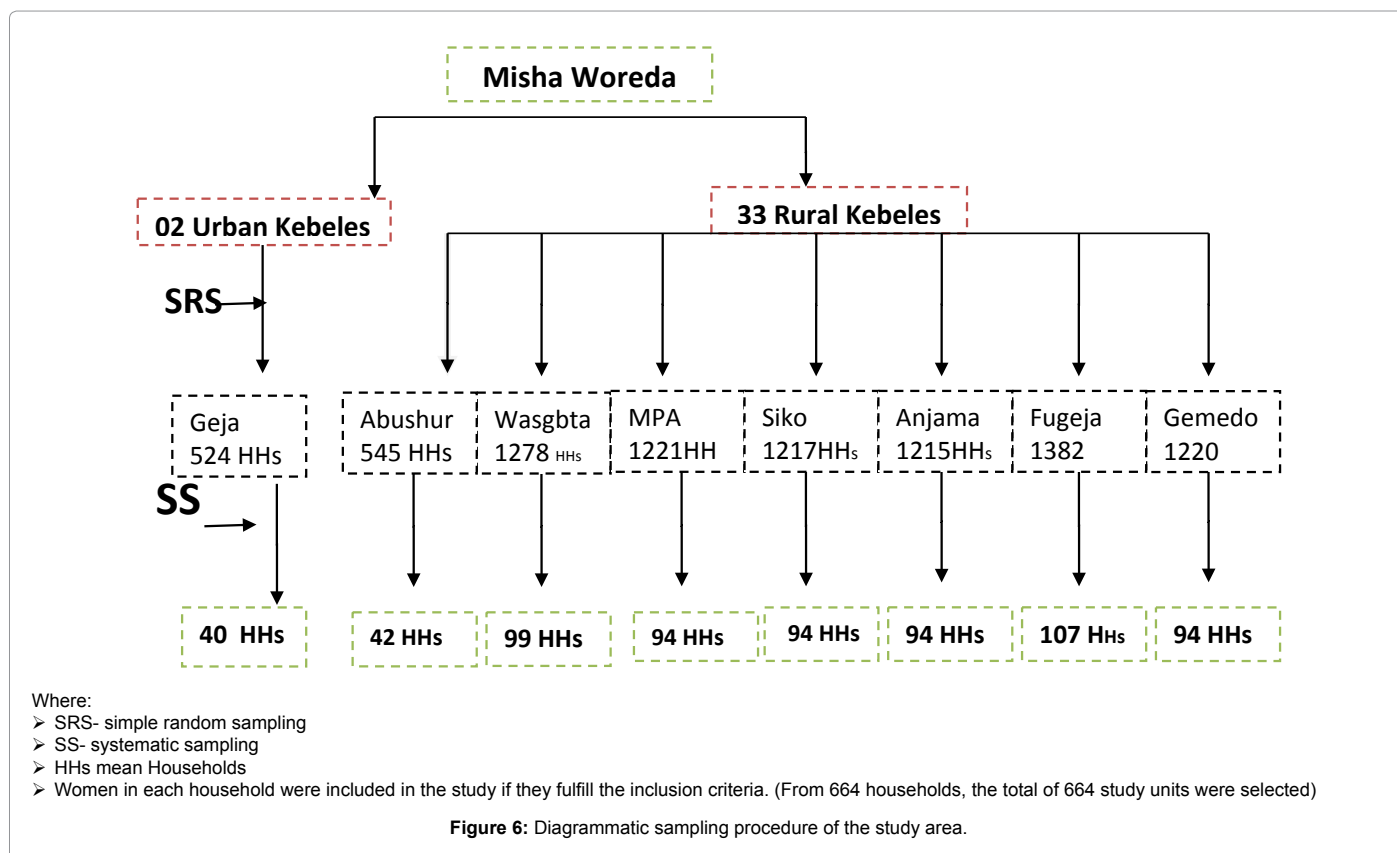 Misha Woreda
02 Urban Kebeles
33 Rural Kebeles
SRS
Geja
524 HHs
Abushur
545 HHs
Wasgbta
1278 HHs
MPA
1221HH
Siko
1217HHs
Anjama
1215HHs
Fugeja
1382
Gemedo
1220
SS
40 HHs
42 HHs
99 HHs
94 HHs
94 HHs
94 HHs
107 HHs
94 HHs
Where:
➢ SRS- simple random sampling
➢ SS- systematic sampling
➢ HHs mean Households
➢ Women in each household were included in the study if they fulfill the inclusion criteria. (From 664 households, the total of 664 study units were selected)
Figure 6: Diagrammatic sampling procedure of the study area.